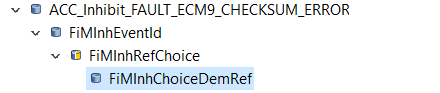 ACC_Inhibit_FAULT_ECM9_CHECKSUM_ERROR
FiMInhEventId
FiMInhRefChoice
FiMInhChoiceDemRef